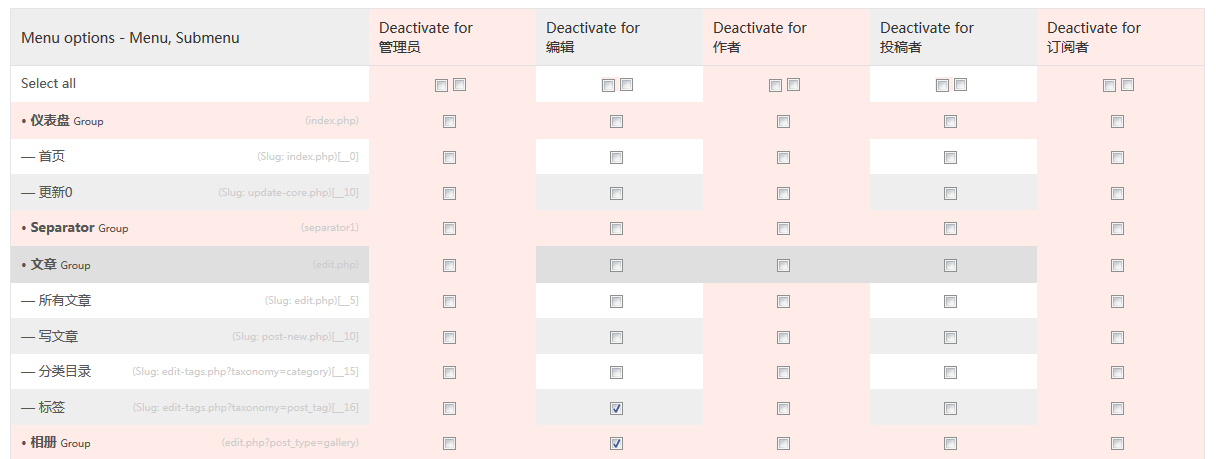 Menu options - Menu, Submenu
Deactivate for
管理员
Deactivate for
编辑
Deactivate for
作者
Deactivate for
投稿者
Deactivate for
订阅者
Select all
• 仪表盘 Group (index.php)
— 首页 (Slug: index.php)[__0]
— 更新0 (Slug: update-core.php)[__10]
• Separator Group (separator1)
• 文章 Group (edit.php)
— 所有文章 (Slug: edit.php)[__5]
— 写文章 (Slug: post-new.php)[__10]
— 分类目录 (Slug: edit-tags.php?taxonomy=category)[__15]
— 标签 (Slug: edit-tags.php?taxonomy=post_tag)[__16]
• 相册 Group (edit.php?post_type=gallery)